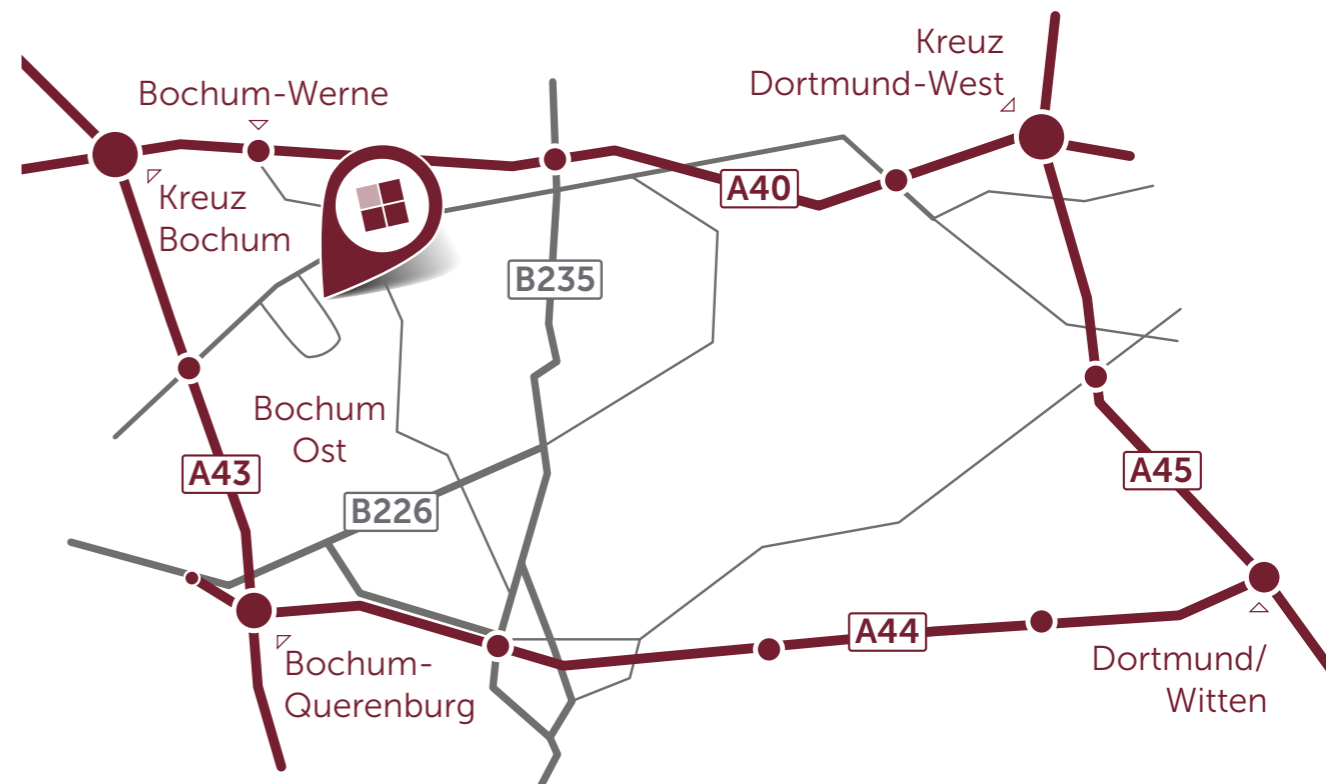 Kreuz
Dortmund-West
Bochum-Werne
A40
Kreuz
Bochum
B235
Bochum
Ost
A43
A45
B226
A44
Bochum-
Querenburg
Dortmund/
Witten